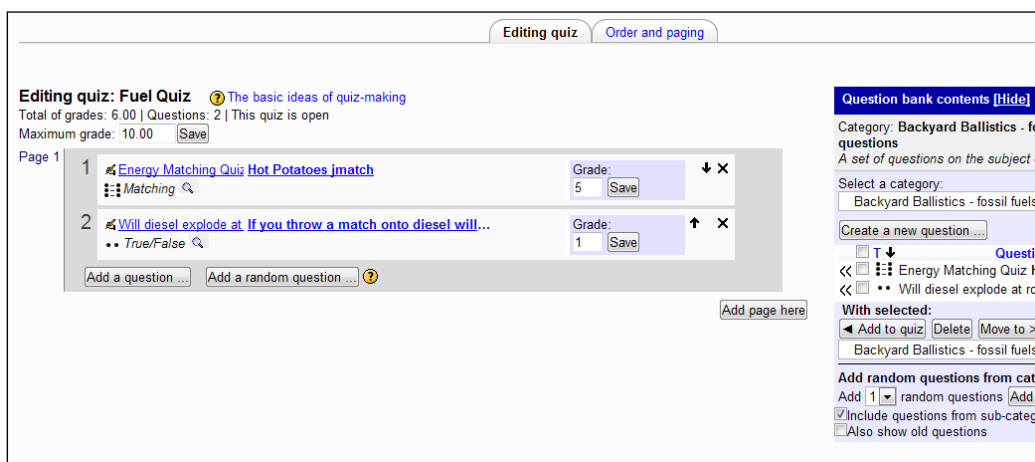 Editing quiz Order and paging
Editing quiz: Fuel Quiz The basic ideas of quiz-making
Total of grades: 6.00 | Questions: 2 | This quiz is open
Maximum grade: 10.00 Save
Page 1
1 Energy Matching Quiz Hot Potatoes jmatch
Matching
Grade:
5 Save
2 Will diesel explode at If you throw a match onto diesel will...
True/False
Grade:
1 Save
Add a question ... Add a random question ...
Add page here
Question bank contents [Hide]
Category: Backyard Ballistics -
questions
A set of questions on the subject
Select a category:
Backyard Ballistics - fossil fuels
Create a new question ...
T
Energy Matching Quiz
Will diesel explode at
With selected:
Add to quiz Delete Move to >
Backyard Ballistics - fossil fuels
Add random questions from
Add 1 random questions Add
Include questions from
Also show old questions